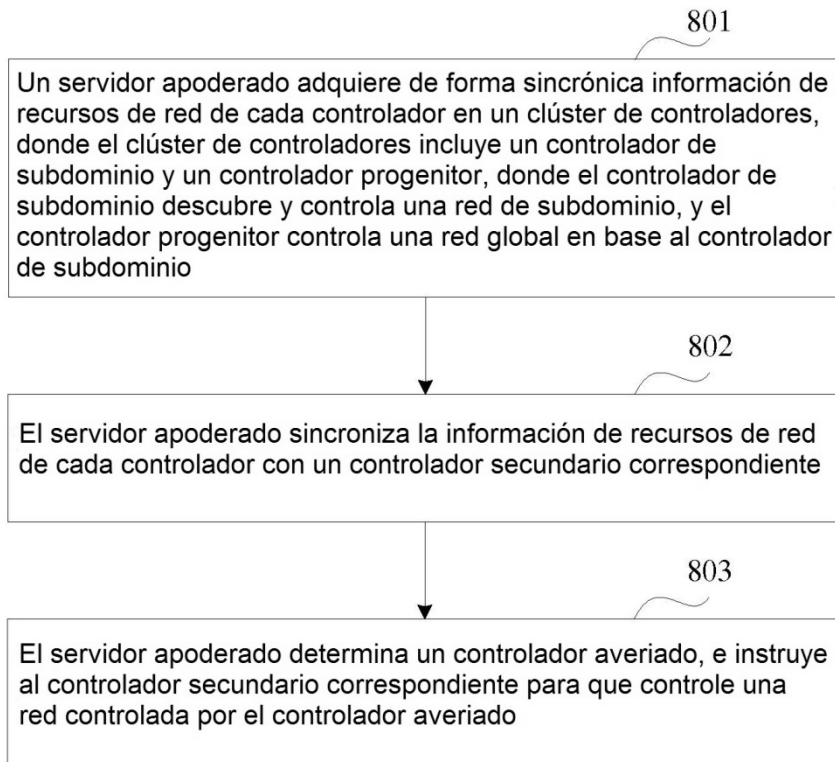 801
Un servidor apoderado adquiere de forma sincrónica información de
recursos de red de cada controlador en un clúster de controladores,
donde el clúster de controladores incluye un controlador de
subdominio y un controlador progenitor, donde el controlador de
subdominio descubre y controla una red de subdominio, y el
controlador progenitor controla una red global en base al controlador
de subdominio
802
El servidor apoderado sincroniza la información de recursos de red
de cada controlador con un controlador secundario correspondiente
803
El servidor apoderado determina un controlador averiado, e instruye
al controlador secundario correspondiente para que controle una
red controlada por el controlador averiado